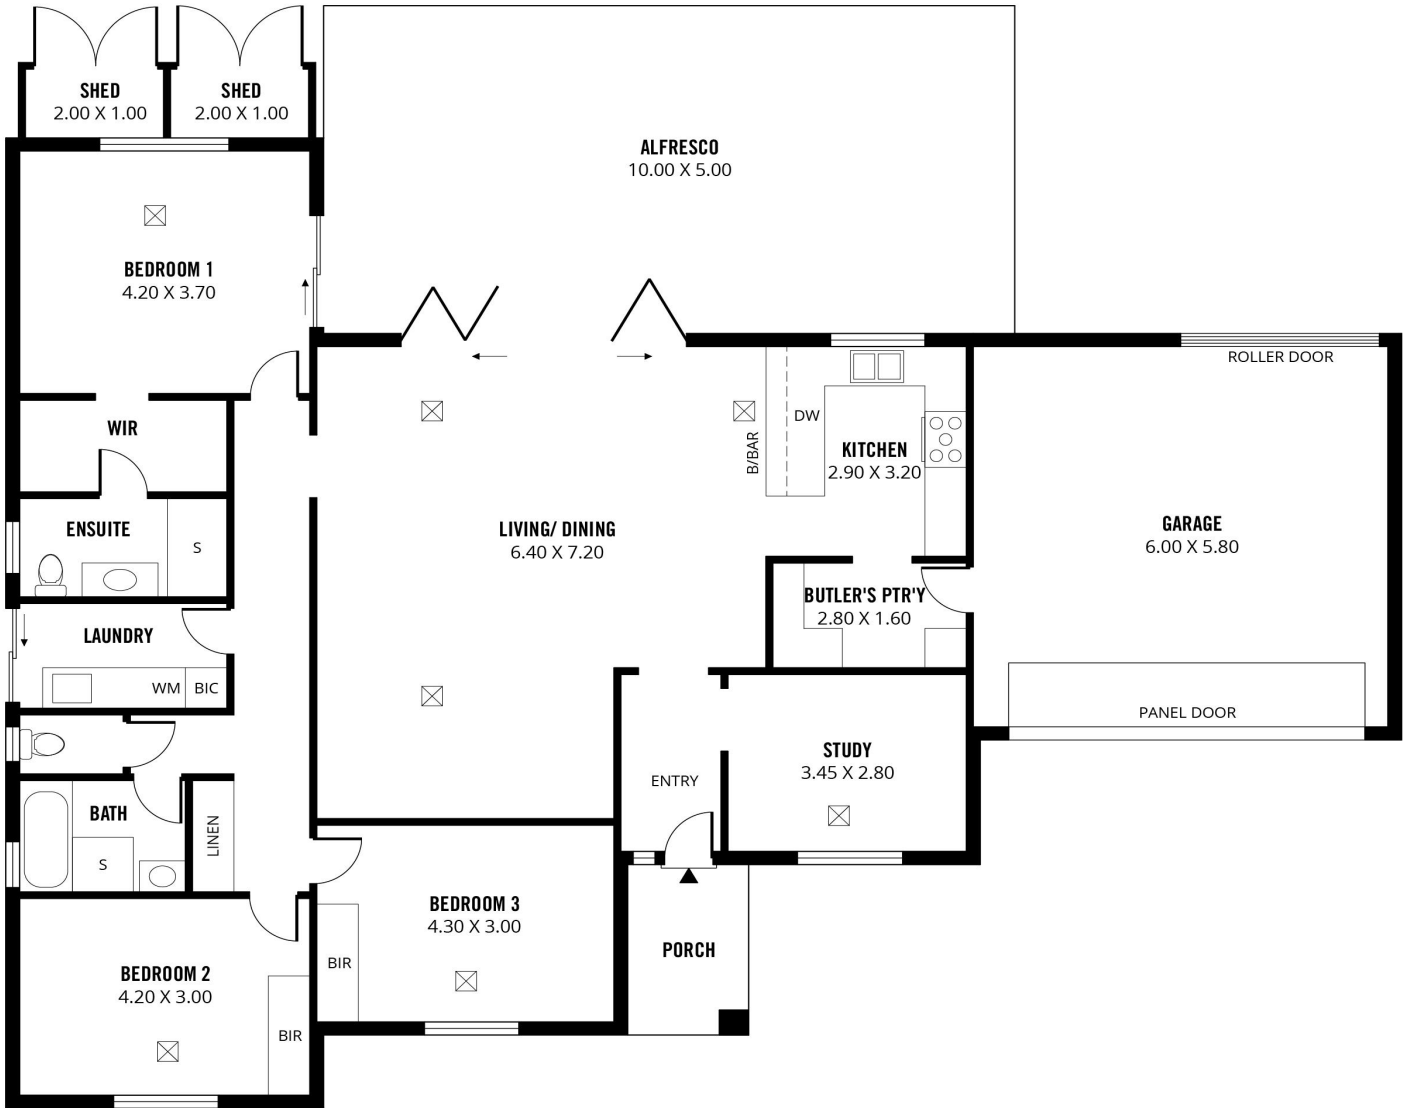 SHED
2.00 X 1.00
SHED
2.00 X 1.00
ALFRESCO
10.00 X 5.00
BEDROOM 1
4.20 X 3.70
ROLLER DOOR
WIR
DW
B/BAR
KITCHEN
2.90 X 3.20
ENSUITE
S
LIVING/ DINING
6.40 X 7.20
GARAGE
6.00 X 5.80
BUTLER'S PTR'Y
2.80 X 1.60
LAUNDRY
WM
BIC
PANEL DOOR
STUDY
3.45 X 2.80
ENTRY
BATH
S
LINEN
BEDROOM 3
4.30 X 3.00
BIR
PORCH
BEDROOM 2
4.20 X 3.00
BIR